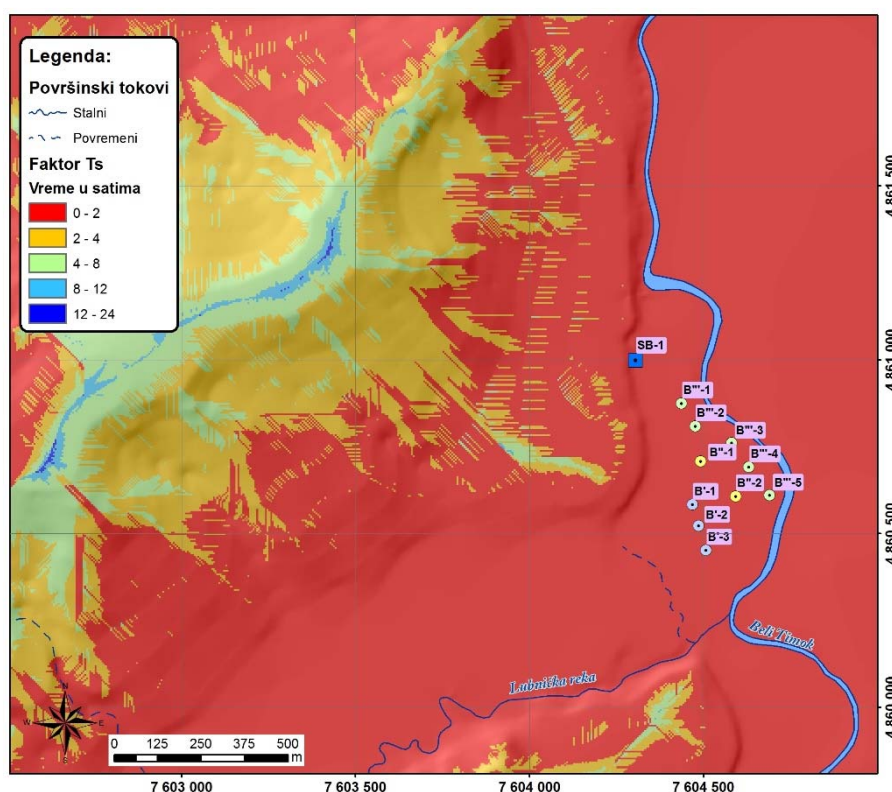 Legenda:
Površinski tokovi
Stalni
Povremeni
Faktor Ts
Vreme u satima
0 - 2
2 - 4
4 - 8
8 - 12
12 - 24
SB-1
B'''-1
B'''-2
B'''-3
B''-1
B'''-4
B'-1
B''-2
B'''-5
B'-2
B'-3
Beli Timok
Lubnička reka
N
W
E
S
0 125 250 375 500
m
7 603 000
7 603 500
7 604 000
7 604 500
4 861 500
4 861 000
4 860 500
4 860 000